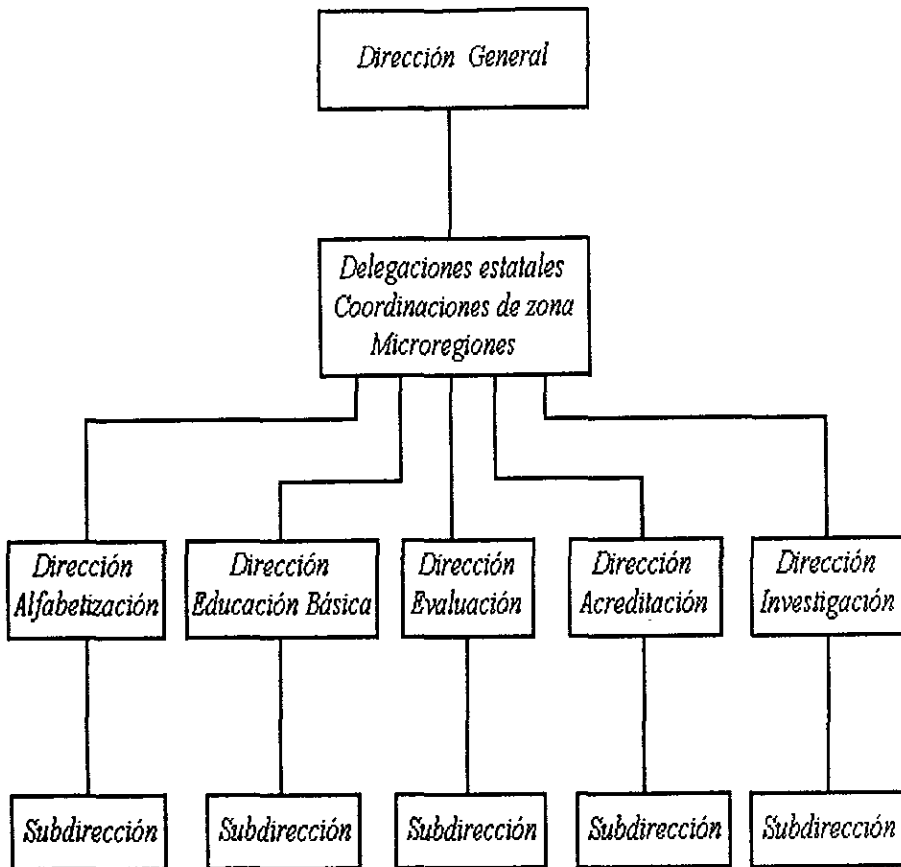 Dirección General
Delegaciones estatales
Coordinaciones de zona
Microregiones
Dirección
Alfabetización
Dirección
Educación Básica
Dirección
Evaluación
Dirección
Acreditación
Dirección
Investigación
Subdirección
Subdirección
Subdirección
Subdirección
Subdirección